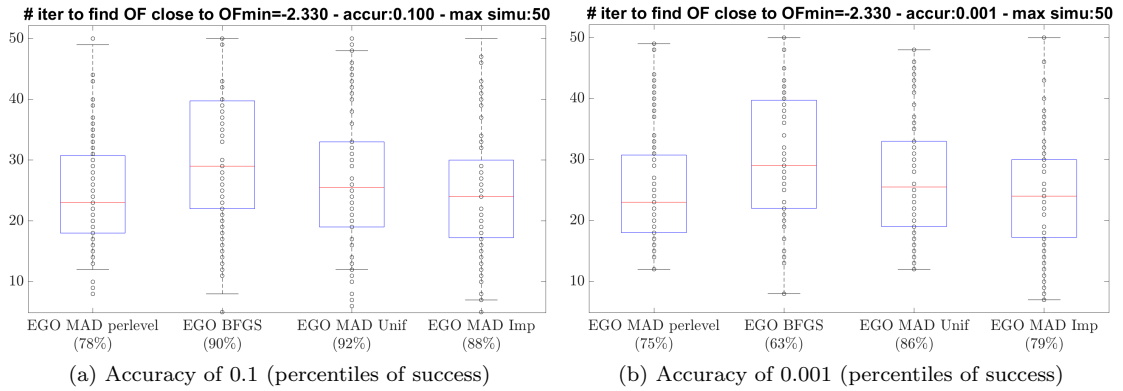 # iter to find OF close to OFmin=-2.330 - accur:0.100 - max simu:50
50
40
30
20
10
EGO MAD perlevel EGO BFGS EGO MAD Unif EGO MAD Imp
(78%) (90%) (92%) (88%)
(a) Accuracy of 0.1 (percentiles of success)
# iter to find OF close to OFmin=-2.330 - accur:0.001 - max simu:50
50
40
30
20
10
EGO MAD perlevel EGO BFGS EGO MAD Unif EGO MAD Imp
(75%) (63%) (86%) (79%)
(b) Accuracy of 0.001 (percentiles of success)